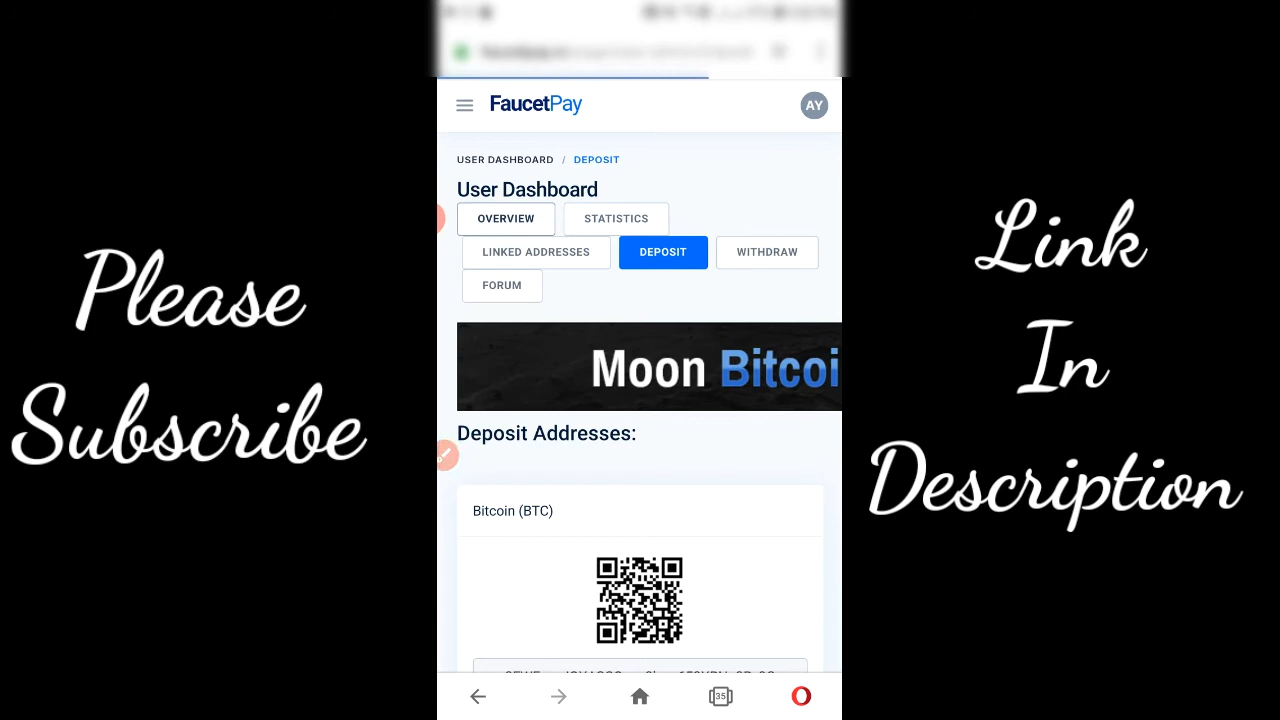 Please
Subscribe
FaucetPay
AY
USER DASHBOARD / DEPOSIT
User Dashboard
OVERVIEW
STATISTICS
LINKED ADDRESSES
DEPOSIT
WITHDRAW
FORUM
Moon Bitcoi
Deposit Addresses:
Bitcoin (BTC)
35
Link
In
Description